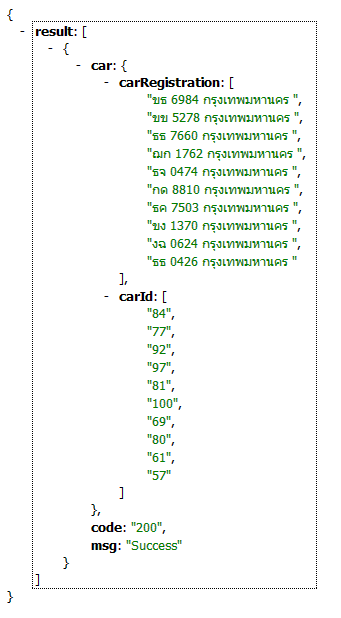 {
- result: [
- {
- car: {
- carRegistration: [
"ขธ 6984 กรุงเทพมหานคร ",
"ขข 5278 กรุงเทพมหานคร ",
"ธธ 7660 กรุงเทพมหานคร ",
"ฌก 1762 กรุงเทพมหานคร ",
"ธจ 0474 กรุงเทพมหานคร ",
"กด 8810 กรุงเทพมหานคร ",
"ธค 7503 กรุงเทพมหานคร ",
"ขง 1370 กรุงเทพมหานคร ",
"งฉ 0624 กรุงเทพมหานคร ",
"ธธ 0426 กรุงเทพมหานคร "
],
- carId: [
"84",
"77",
"92",
"97",
"81",
"100",
"69",
"80",
"61",
"57"
]
},
code: "200",
msg: "Success"
}
]
}